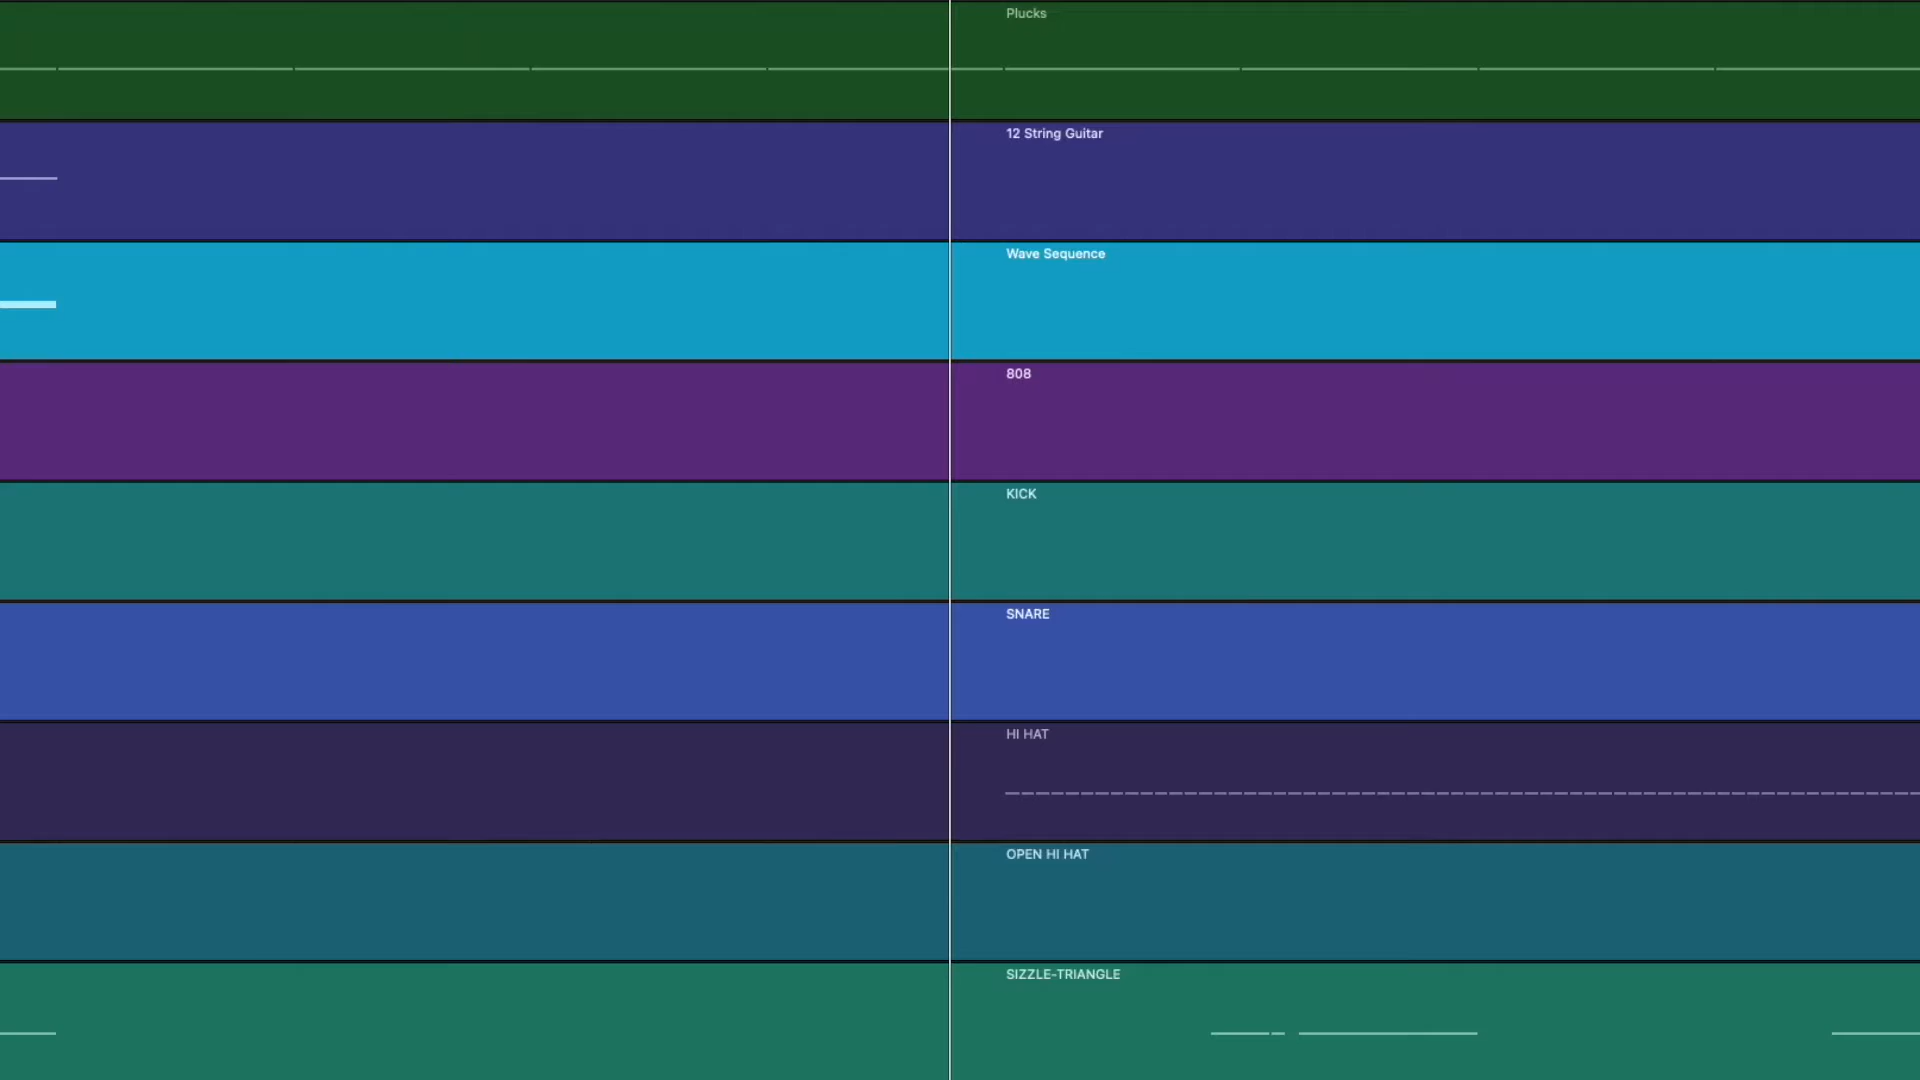 Plucks
12 String Guitar
Wave Sequence
808
KICK
SNARE
HI HAT
OPEN HI HAT
SIZZLE-TRIANGLE